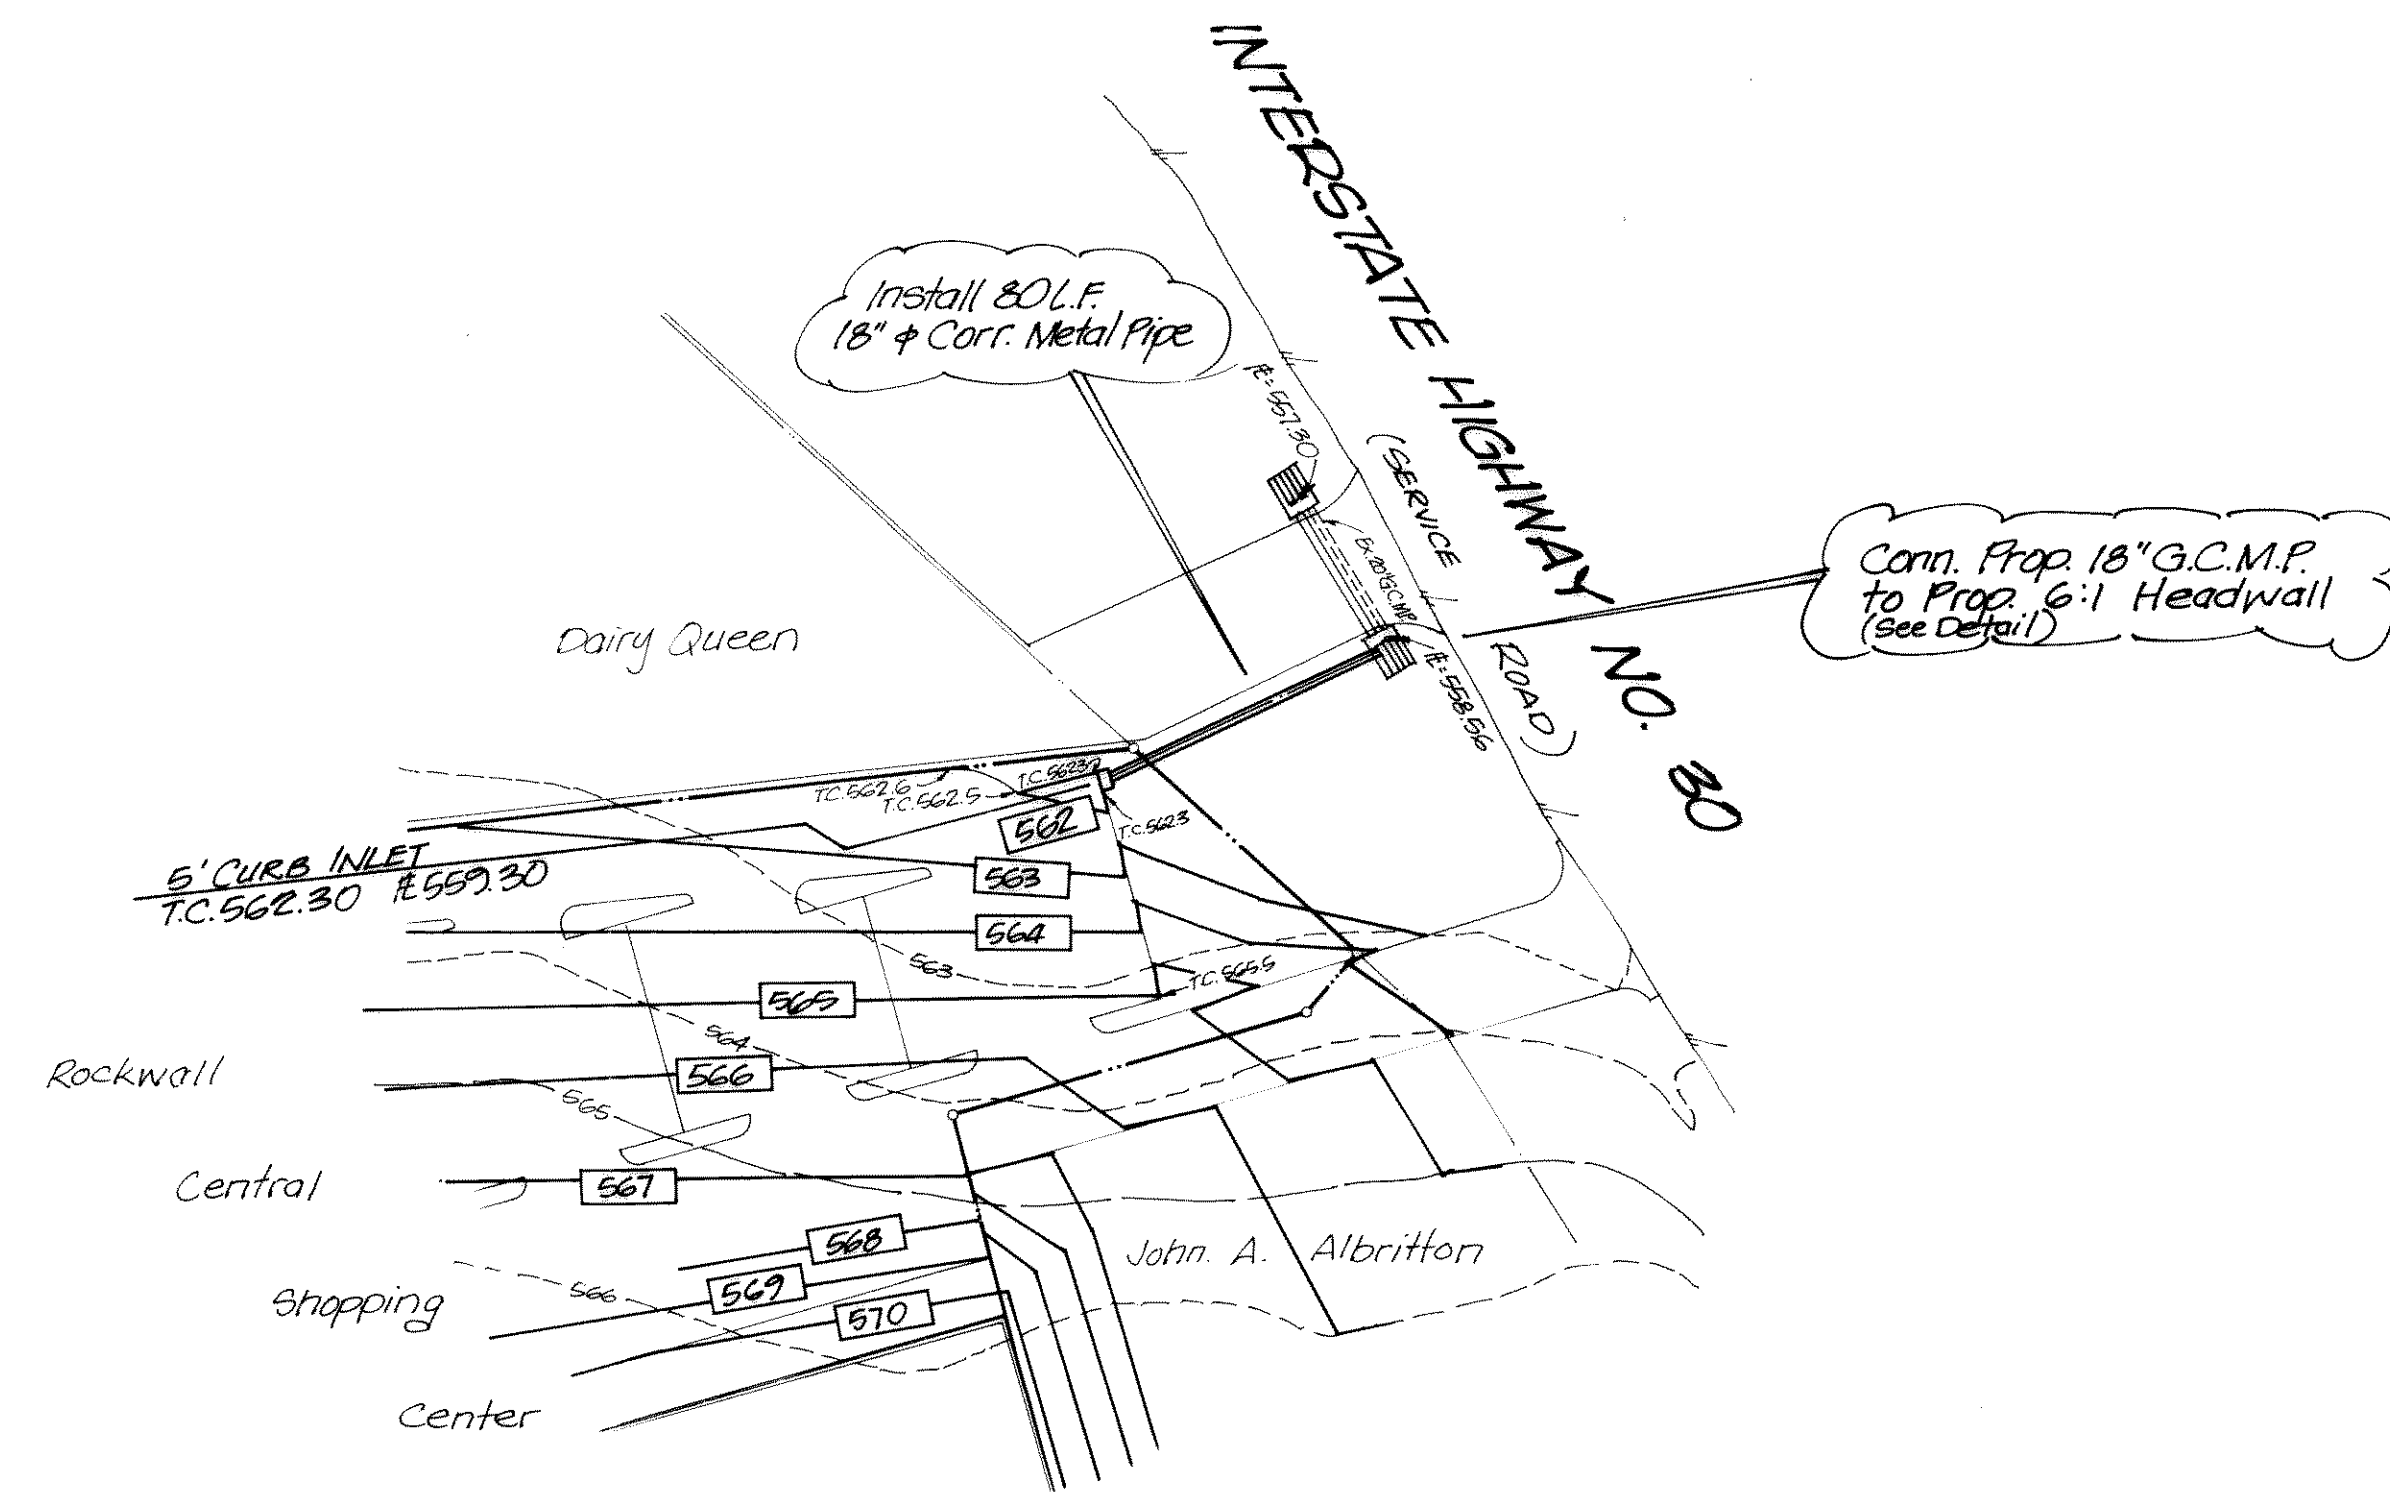 INTERSTATE HIGHWAY NO. 30
(SERVICE ROAD)
Install 80 L.F.
18" ϕ Corr. Metal Pipe
℄=557.30
Ex. 20" G.C.M.P.
℄=558.56
Conn. Prop. 18" G.C.M.P.
to Prop. 6:1 Headwall
(See Detail)
Dairy Queen
T.C. 562.6
T.C. 562.5
T.C. 562.3
T.C. 562.3
5' CURB INLET
T.C. 562.30 ℄ 559.30
562
563
564
563
T.C. 565.5
565
564
566
565
567
568
569
566
570
Rockwall
Central
Shopping
Center
John. A. Albritton